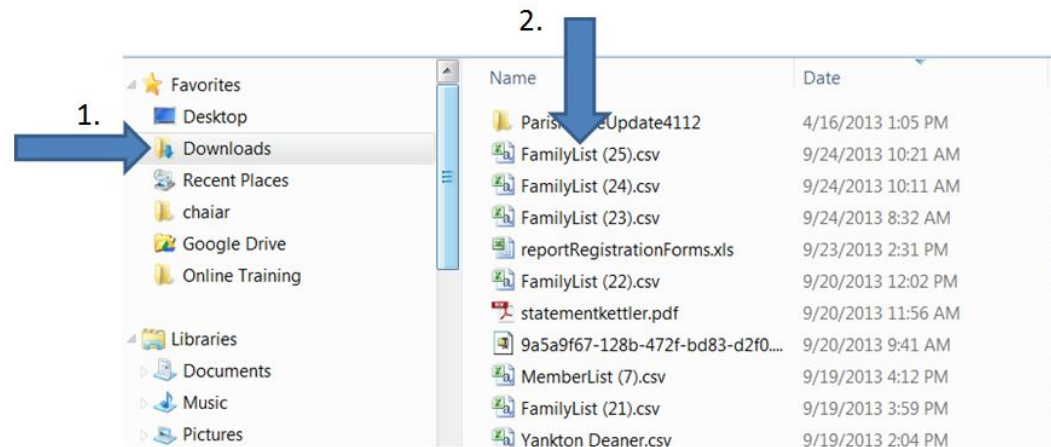 2.
1.
Favorites
Desktop
Downloads
Recent Places
chaiar
Google Drive
Online Training
Libraries
Documents
Music
Pictures
Name Date
4/16/2013 1:05 PM
FamilyList (25).csv 9/24/2013 10:21 AM
FamilyList (24).csv 9/24/2013 10:11 AM
FamilyList (23).csv 9/24/2013 8:32 AM
reportRegistrationForms.xls 9/23/2013 2:31 PM
FamilyList (22).csv 9/20/2013 12:02 PM
statementkettler.pdf 9/20/2013 11:56 AM
9a5a9f67-128b-472f-bd83-d2f0.... 9/20/2013 9:41 AM
MemberList (7).csv 9/19/2013 4:12 PM
FamilyList (21).csv 9/19/2013 3:59 PM
Yankton Deaner.csv 9/19/2013 2:04 PM